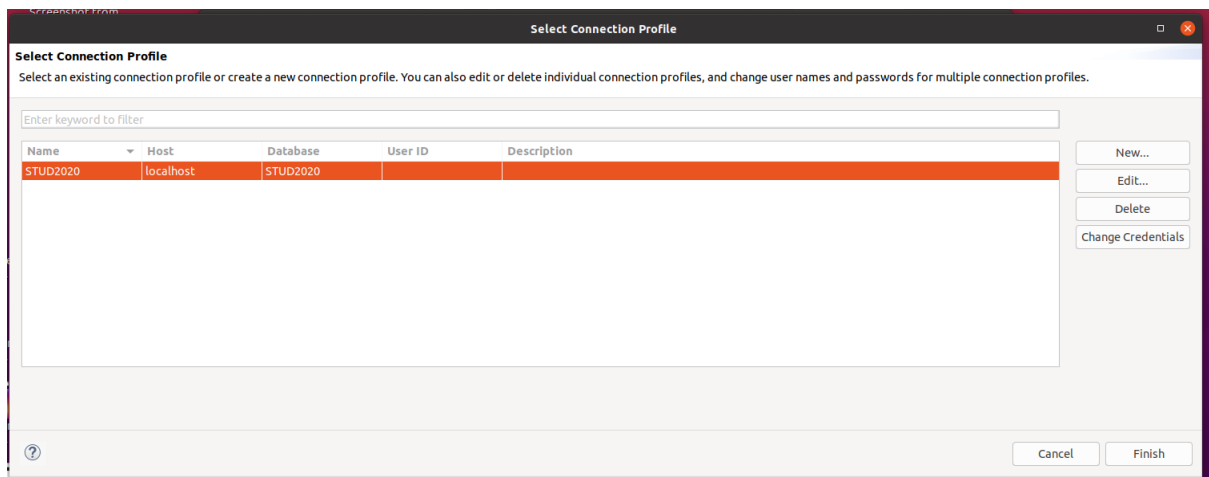 Screenshot from
Select Connection Profile
Select Connection Profile
Select an existing connection profile or create a new connection profile. You can also edit or delete individual connection profiles, and change user names and passwords for multiple connection profiles.
Enter keyword to filter
Name Host Database User ID Description
STUD2020 localhost STUD2020
New...
Edit...
Delete
Change Credentials
?
Cancel Finish